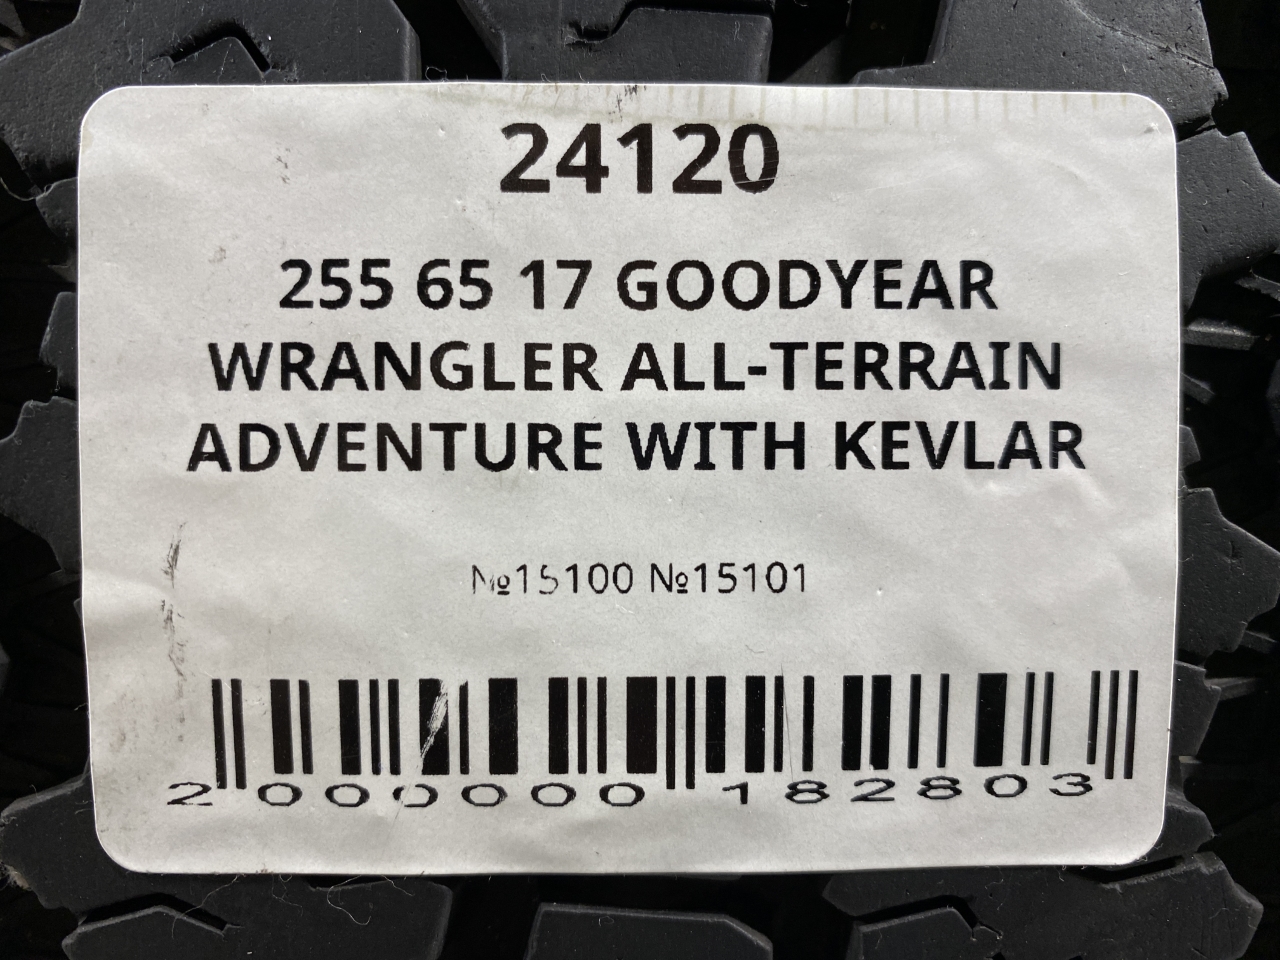 24120
255 65 17 GOODYEAR
WRANGLER ALL-TERRAIN
ADVENTURE WITH KEVLAR
№15100 №15101
2 000000 182803